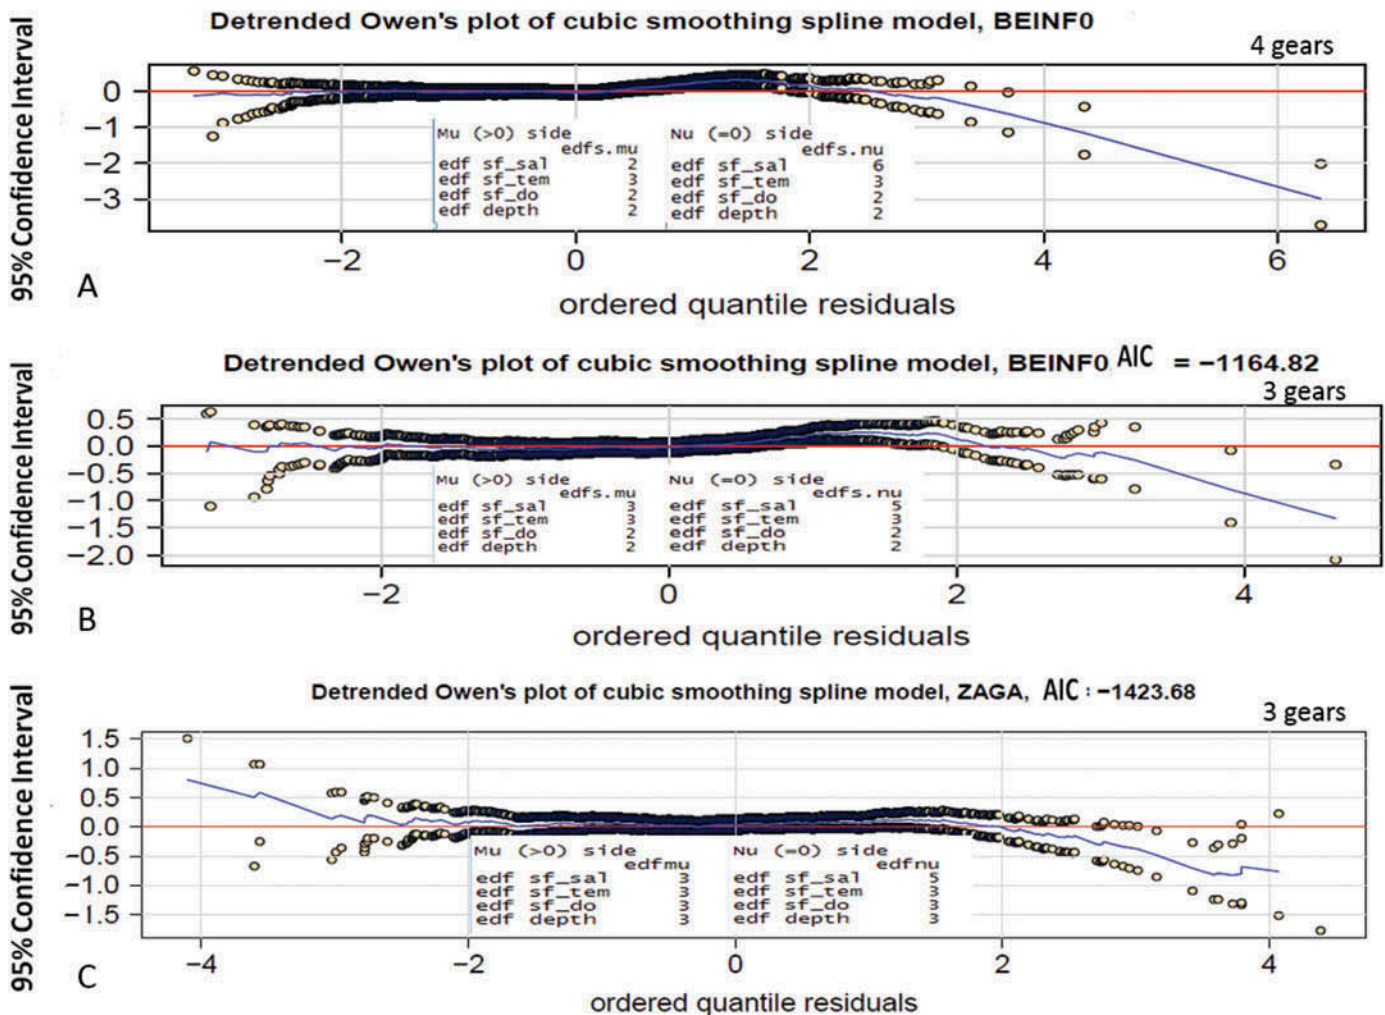 Detrended Owen's plot of cubic smoothing spline model, BEINF0
4 gears
95% Confidence Interval
0
−1
−2
−3
Mu (>0) side
edfs.mu
edf sf_sal 2
edf sf_tem 3
edf sf_do 2
edf depth 2
Nu (=0) side
edfs.nu
edf sf_sal 6
edf sf_tem 3
edf sf_do 2
edf depth 2
−2 0 2 4 6
A
ordered quantile residuals
Detrended Owen's plot of cubic smoothing spline model, BEINF0 AIC = −1164.82
3 gears
95% Confidence Interval
0.5
0.0
−0.5
−1.0
−1.5
−2.0
Mu (>0) side
edfs.mu
edf sf_sal 3
edf sf_tem 3
edf sf_do 2
edf depth 2
Nu (=0) side
edfs.nu
edf sf_sal 5
edf sf_tem 3
edf sf_do 2
edf depth 2
−2 0 2 4
B
ordered quantile residuals
Detrended Owen's plot of cubic smoothing spline model, ZAGA, AIC : −1423.68
3 gears
95% Confidence Interval
1.5
1.0
0.5
0.0
−0.5
−1.0
−1.5
Mu (>0) side
edfmu
edf sf_sal 3
edf sf_tem 3
edf sf_do 3
edf depth 3
Nu (=0) side
edfnu
edf sf_sal 5
edf sf_tem 3
edf sf_do 3
edf depth 3
−4 −2 0 2 4
C
ordered quantile residuals